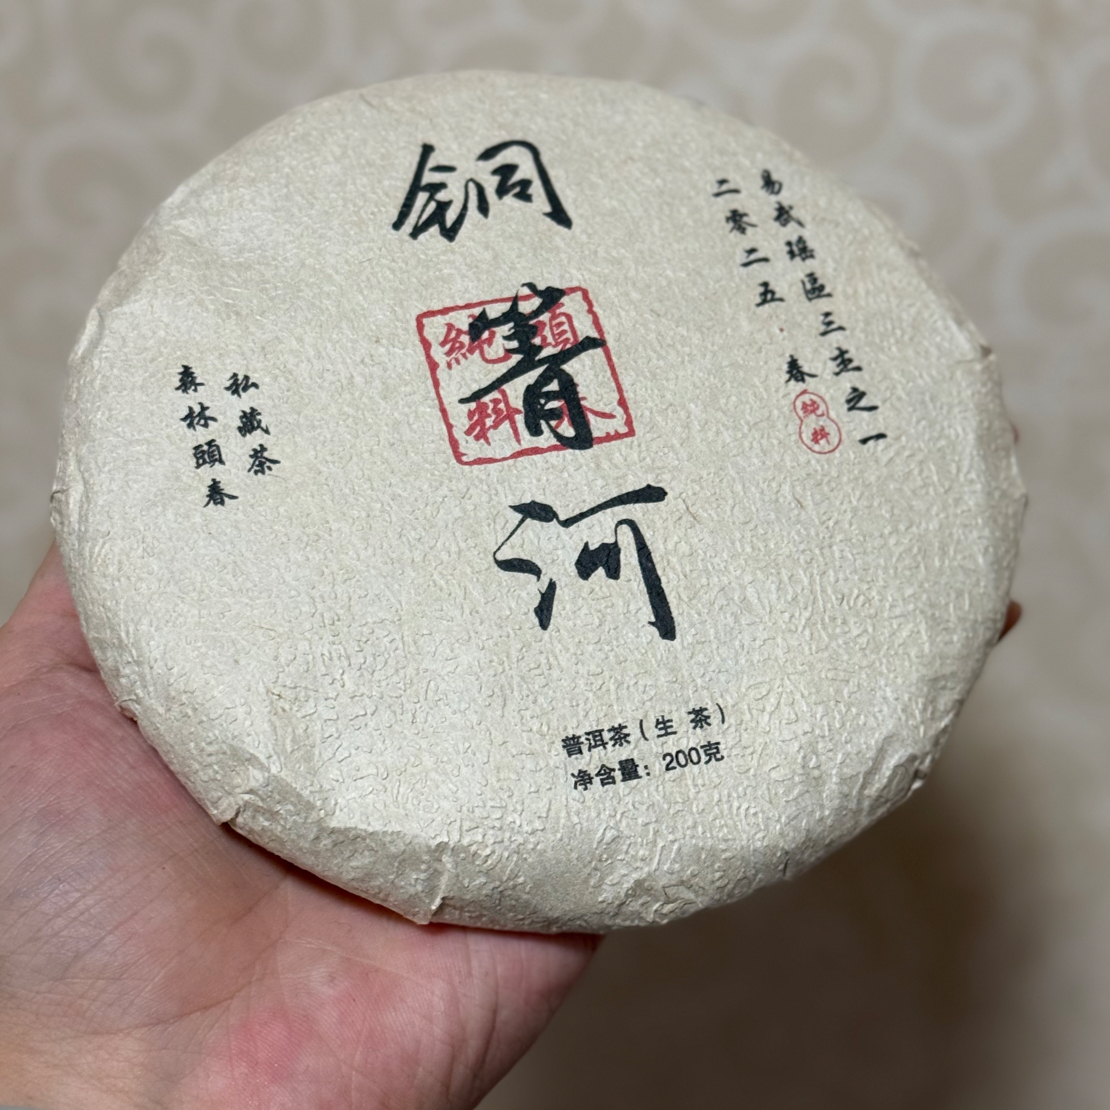 銅箐河
易武瑶區三主之一
二零二五 春
純料
頭春
純料
私藏茶
森林頭春
普洱茶（生 茶）
净含量：200克